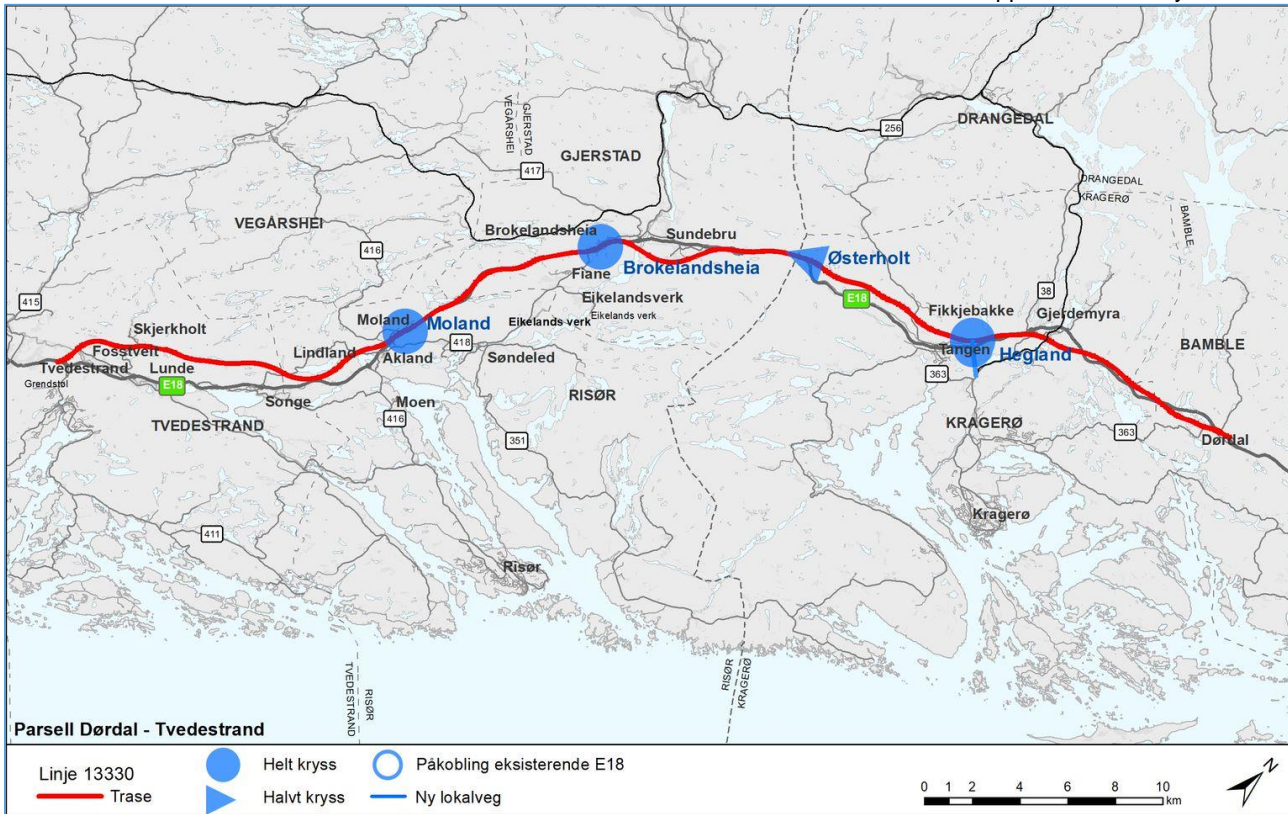 DRANGEDAL
256
GJERSTAD
VEGÅRSHEI
GJERSTAD
417
DRANGEDAL
KRAGERØ
BAMBLE
VEGÅRSHEI
416
Brokelandsheia
Sundebru
Østerholt
Fiane
Brokelandsheia
415
Eikelandsverk
Eikelands verk
Eikelands verk
E18
38
Fikkjebakke
Gjerdemyra
Moland
Moland
Skjerkholt
418
Lindland
Akland
Søndeled
Tangen
Hegland
BAMBLE
Fosstveit
Tvedestrand
Lunde
Grendstøl
E18
Songe
Moen
416
RISØR
363
KRAGERØ
363
Dørdal
TVEDESTRAND
351
411
Kragerø
Risør
RISØR
TVEDESTRAND
RISØR
KRAGERØ
Parsell Dørdal - Tvedestrand
Linje 13330
Trase
Helt kryss
Halvt kryss
Påkobling eksisterende E18
Ny lokalveg
0 1 2 4 6 8 10
km
N